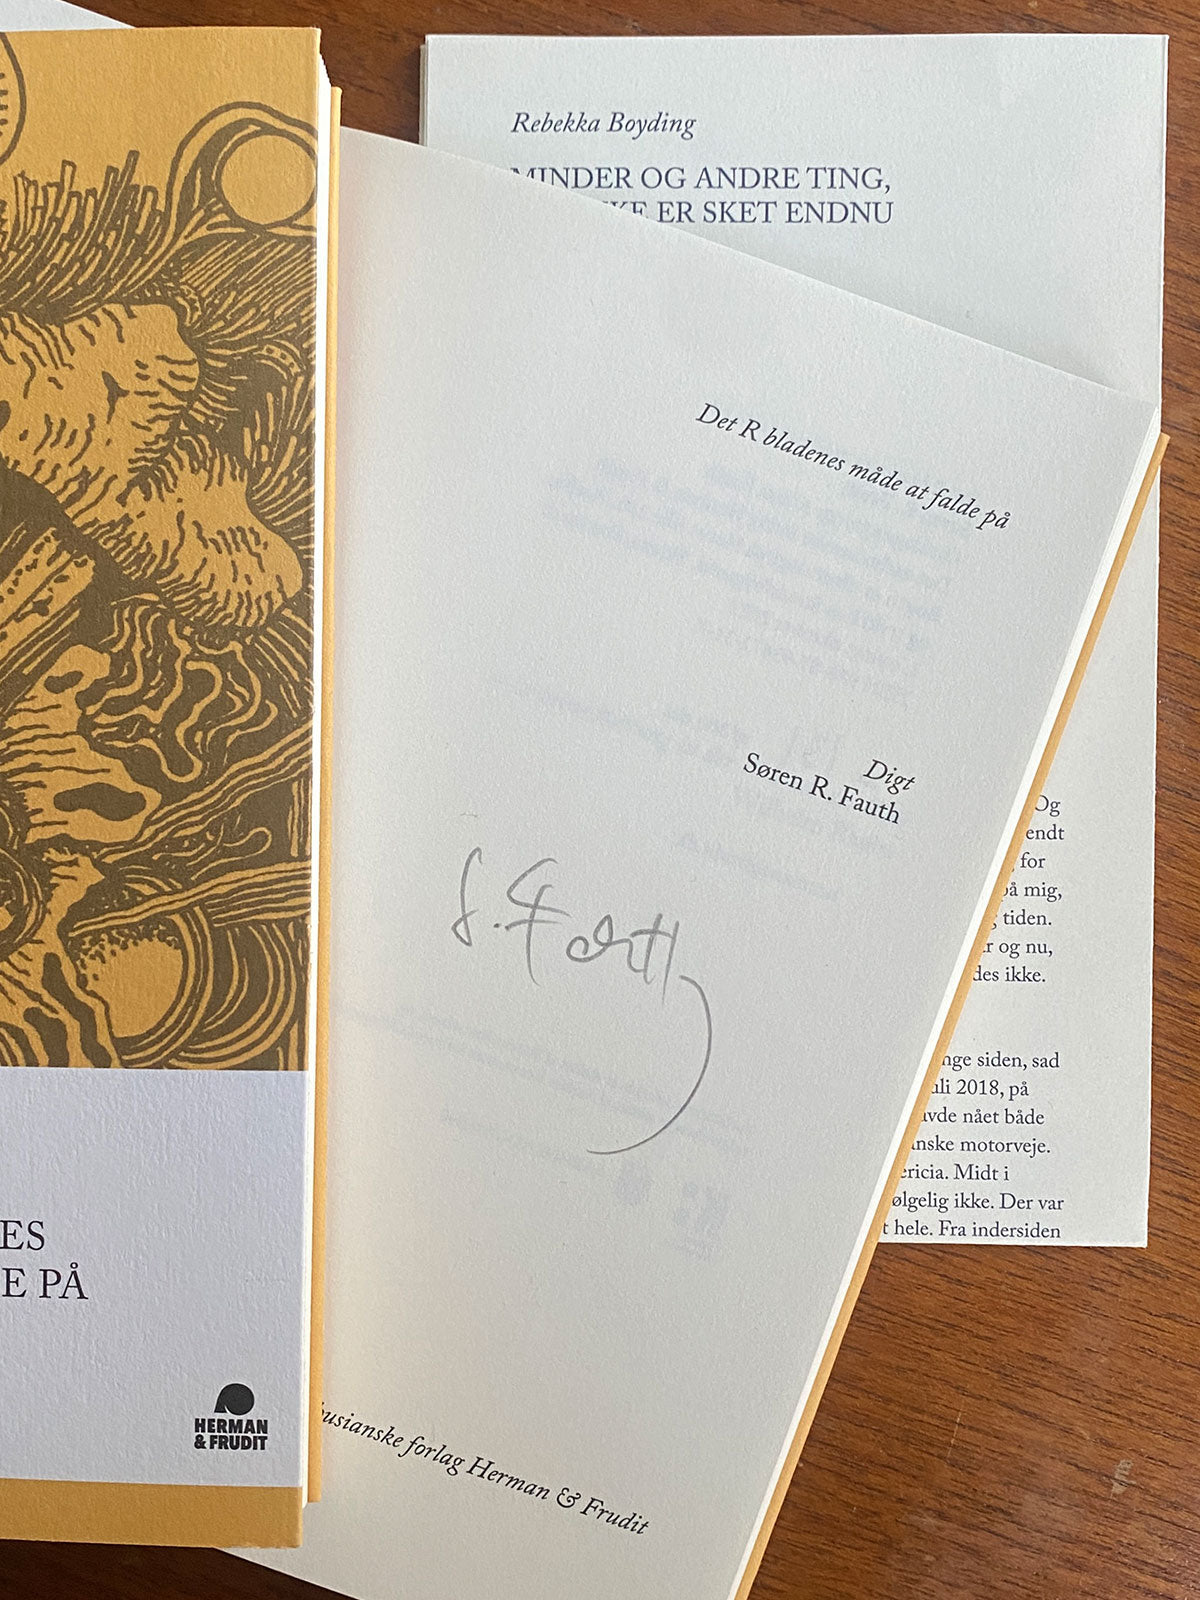 Rebekka Boyding
MINDER OG ANDRE TING,
ER SKET ENDNU
Det R bladenes måde at falde på
Digt
Søren R. Fauth
S. Fauth
Og
endt
for
på mig,
tiden.
og nu,
des ikke.
nge siden, sad
uli 2018, på
avde nået både
anske motorveje.
ericia. Midt i
ølgelig ikke. Der var
t hele. Fra indersiden
ES
E PÅ
HERMAN
& FRUDIT
busianske forlag Herman & Frudit